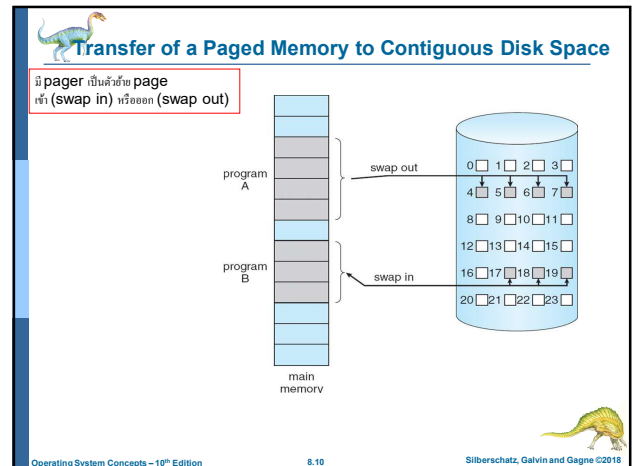 Transfer of a Paged Memory to Contiguous Disk Space
มี pager เป็นตัวย้าย page
เข้า (swap in) หรือออก (swap out)
program
A
swap out
0 1 2 3
4 5 6 7
8 9 10 11
12 13 14 15
program
B
swap in
16 17 18 19
20 21 22 23
main
memory
Operating System Concepts – 10th Edition
8.10
Silberschatz, Galvin and Gagne ©2018